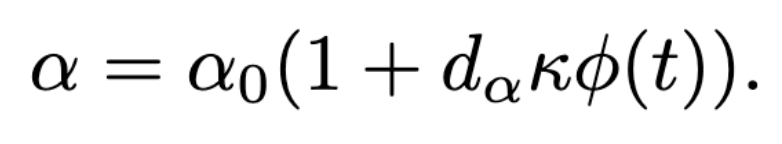 α = α₀(1 + d_ακϕ(t)).